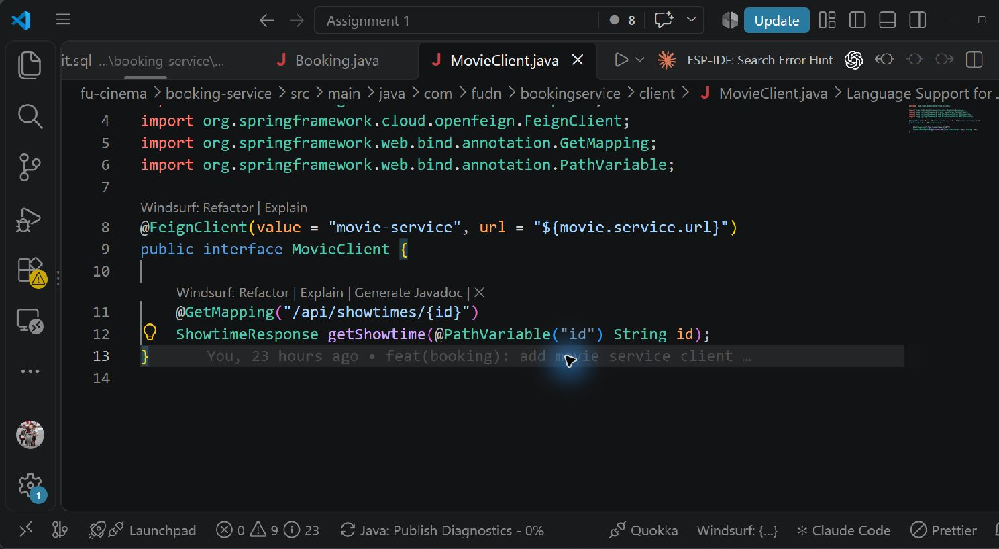 Assignment 1
8
Update
it.sql ...\booking-service\...
J Booking.java
J MovieClient.java
ESP-IDF: Search Error Hint
fu-cinema > booking-service > src > main > java > com > fudn > bookingservice > client > J MovieClient.java > Language Support for J
4 import org.springframework.cloud.openfeign.FeignClient;
5 import org.springframework.web.bind.annotation.GetMapping;
6 import org.springframework.web.bind.annotation.PathVariable;
7
Windsurf: Refactor | Explain
8 @FeignClient(value = "movie-service", url = "${movie.service.url}")
9 public interface MovieClient {
10
Windsurf: Refactor | Explain | Generate Javadoc | ✕
11 @GetMapping("/api/showtimes/{id}")
12 ShowtimeResponse getShowtime(@PathVariable("id") String id);
13 } You, 23 hours ago • feat(booking): add movie service client …
14
1
Launchpad
0 9 23
Java: Publish Diagnostics - 0%
Quokka
Windsurf: {...}
Claude Code
Prettier